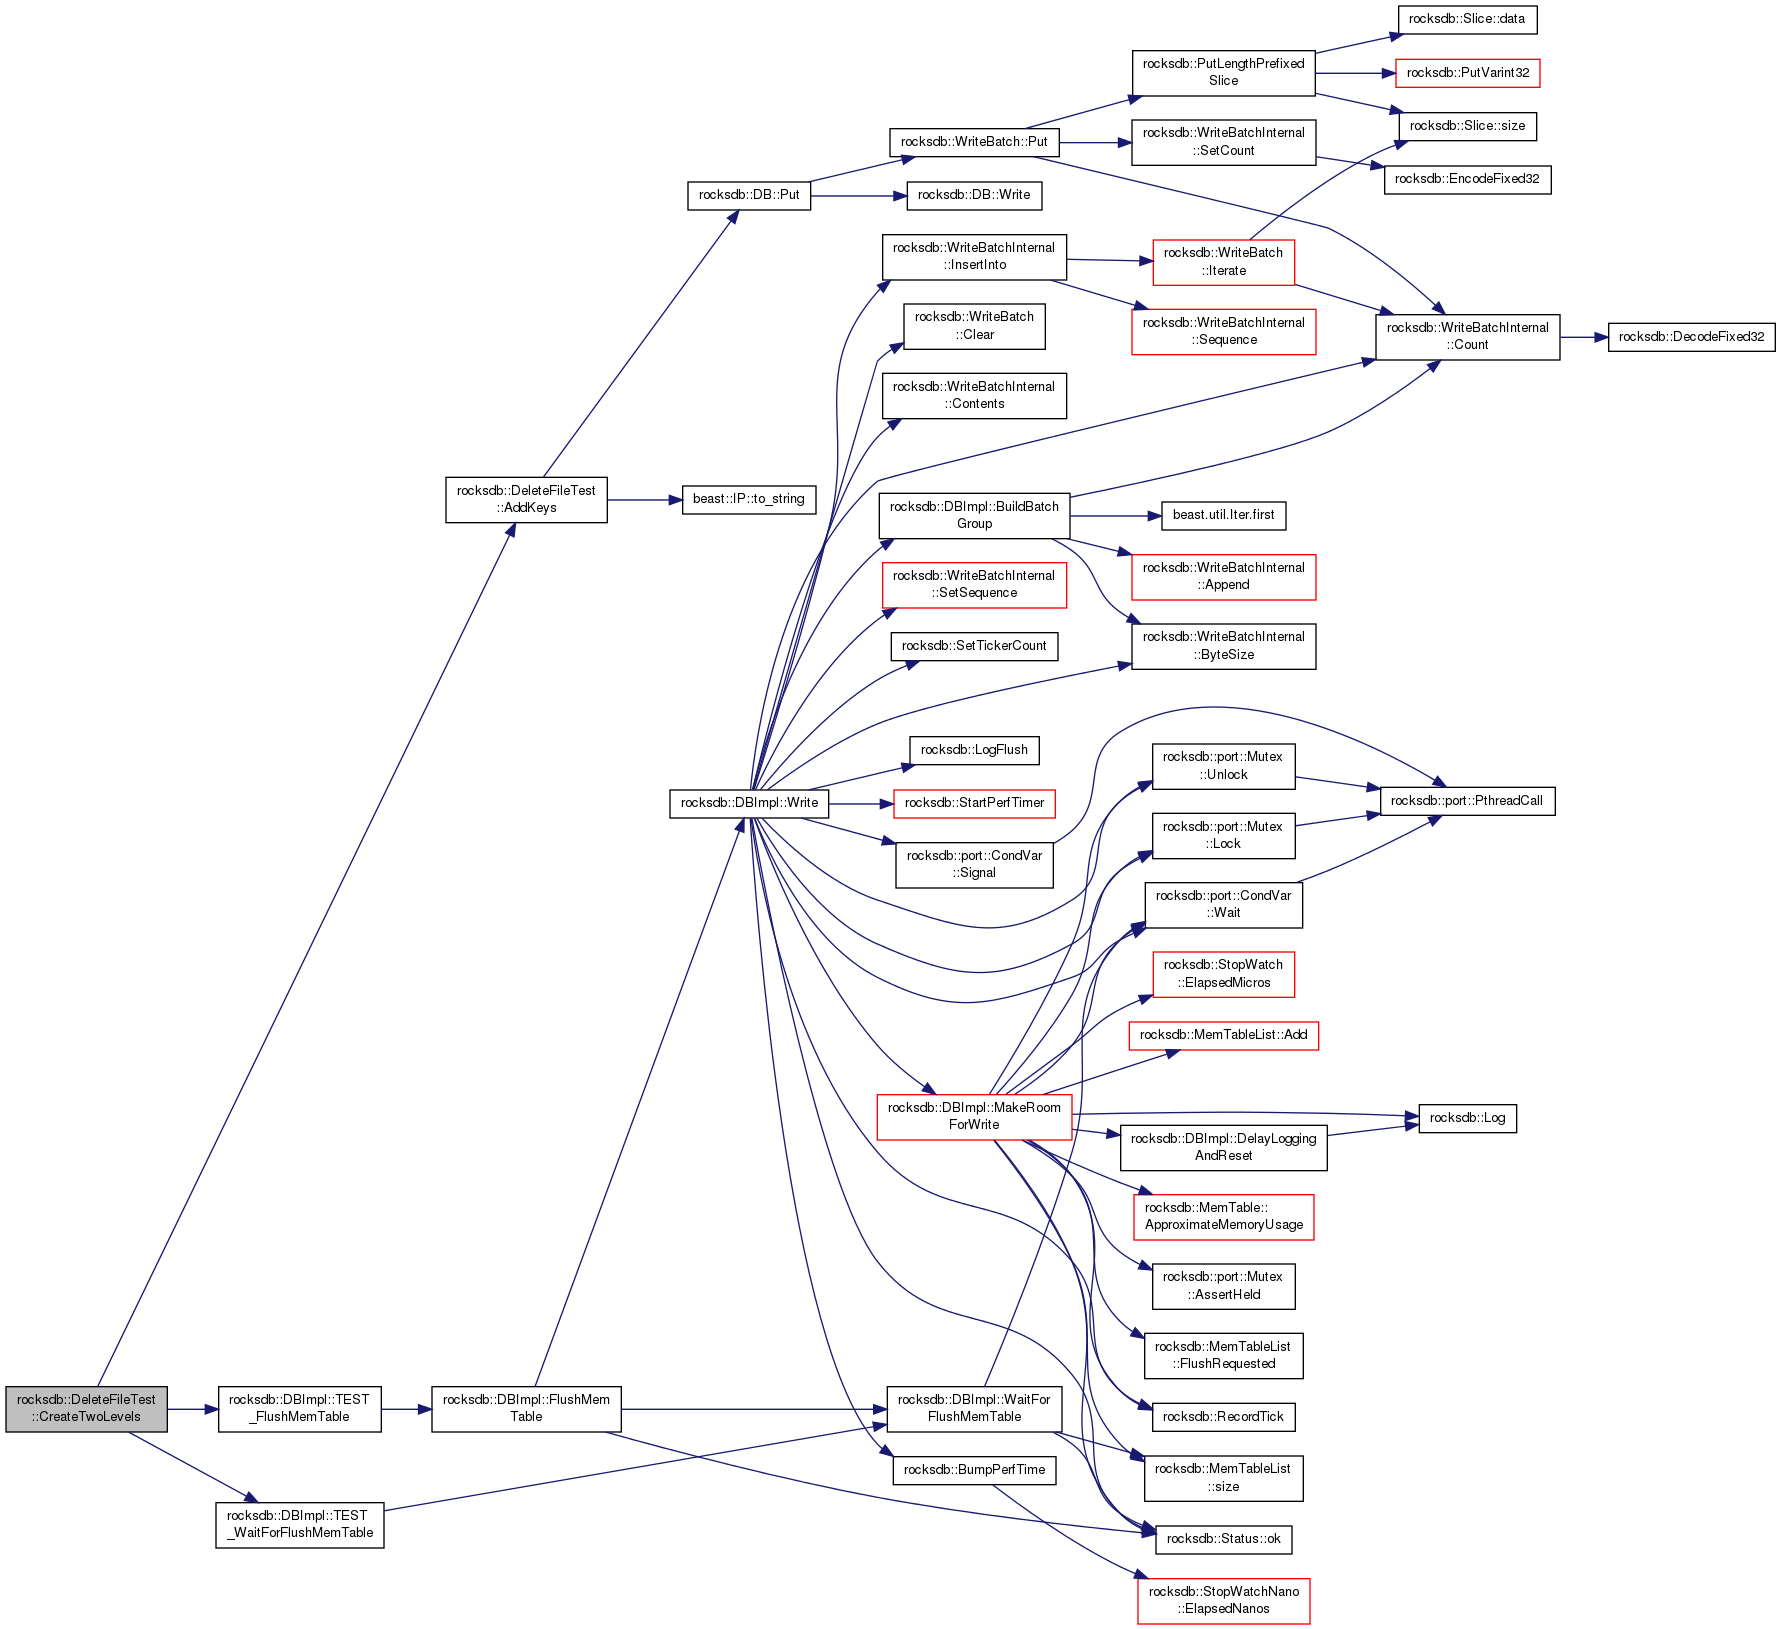 rocksdb::Slice::data
rocksdb::PutLengthPrefixed
Slice
rocksdb::PutVarint32
rocksdb::Slice::size
rocksdb::WriteBatch::Put
rocksdb::WriteBatchInternal
::SetCount
rocksdb::EncodeFixed32
rocksdb::DB::Put
rocksdb::DB::Write
rocksdb::WriteBatchInternal
::InsertInto
rocksdb::WriteBatch
::Iterate
rocksdb::WriteBatch
::Clear
rocksdb::WriteBatchInternal
::Sequence
rocksdb::WriteBatchInternal
::Count
rocksdb::DecodeFixed32
rocksdb::WriteBatchInternal
::Contents
rocksdb::DeleteFileTest
::AddKeys
beast::IP::to_string
rocksdb::DBImpl::BuildBatch
Group
beast.util.Iter.first
rocksdb::WriteBatchInternal
::Append
rocksdb::WriteBatchInternal
::SetSequence
rocksdb::SetTickerCount
rocksdb::WriteBatchInternal
::ByteSize
rocksdb::LogFlush
rocksdb::port::Mutex
::Unlock
rocksdb::DBImpl::Write
rocksdb::StartPerfTimer
rocksdb::port::PthreadCall
rocksdb::port::Mutex
::Lock
rocksdb::port::CondVar
::Signal
rocksdb::port::CondVar
::Wait
rocksdb::StopWatch
::ElapsedMicros
rocksdb::MemTableList::Add
rocksdb::DBImpl::MakeRoom
ForWrite
rocksdb::Log
rocksdb::DBImpl::DelayLogging
AndReset
rocksdb::MemTable::
ApproximateMemoryUsage
rocksdb::port::Mutex
::AssertHeld
rocksdb::MemTableList
::FlushRequested
rocksdb::DeleteFileTest
::CreateTwoLevels
rocksdb::DBImpl::TEST
_FlushMemTable
rocksdb::DBImpl::FlushMem
Table
rocksdb::DBImpl::WaitFor
FlushMemTable
rocksdb::RecordTick
rocksdb::BumpPerfTime
rocksdb::MemTableList
::size
rocksdb::DBImpl::TEST
_WaitForFlushMemTable
rocksdb::Status::ok
rocksdb::StopWatchNano
::ElapsedNanos